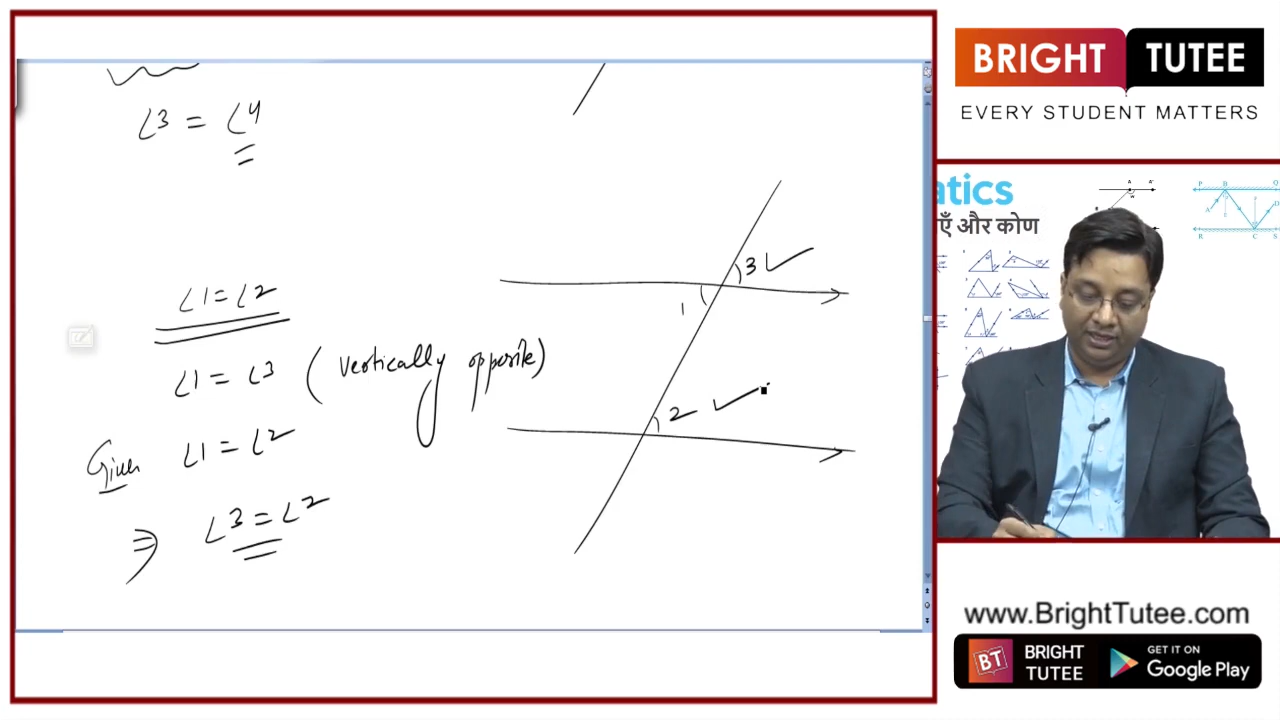 ∠3 = ∠4
∠1 = ∠2
∠1 = ∠3 (vertically opposite)
Given ∠1 = ∠2
⇒ ∠3 = ∠2
3
1
2
BRIGHT TUTEE
EVERY STUDENT MATTERS
atics
एँ और कोण
www.BrightTutee.com
BT BRIGHT TUTEE
GET IT ON
Google Play